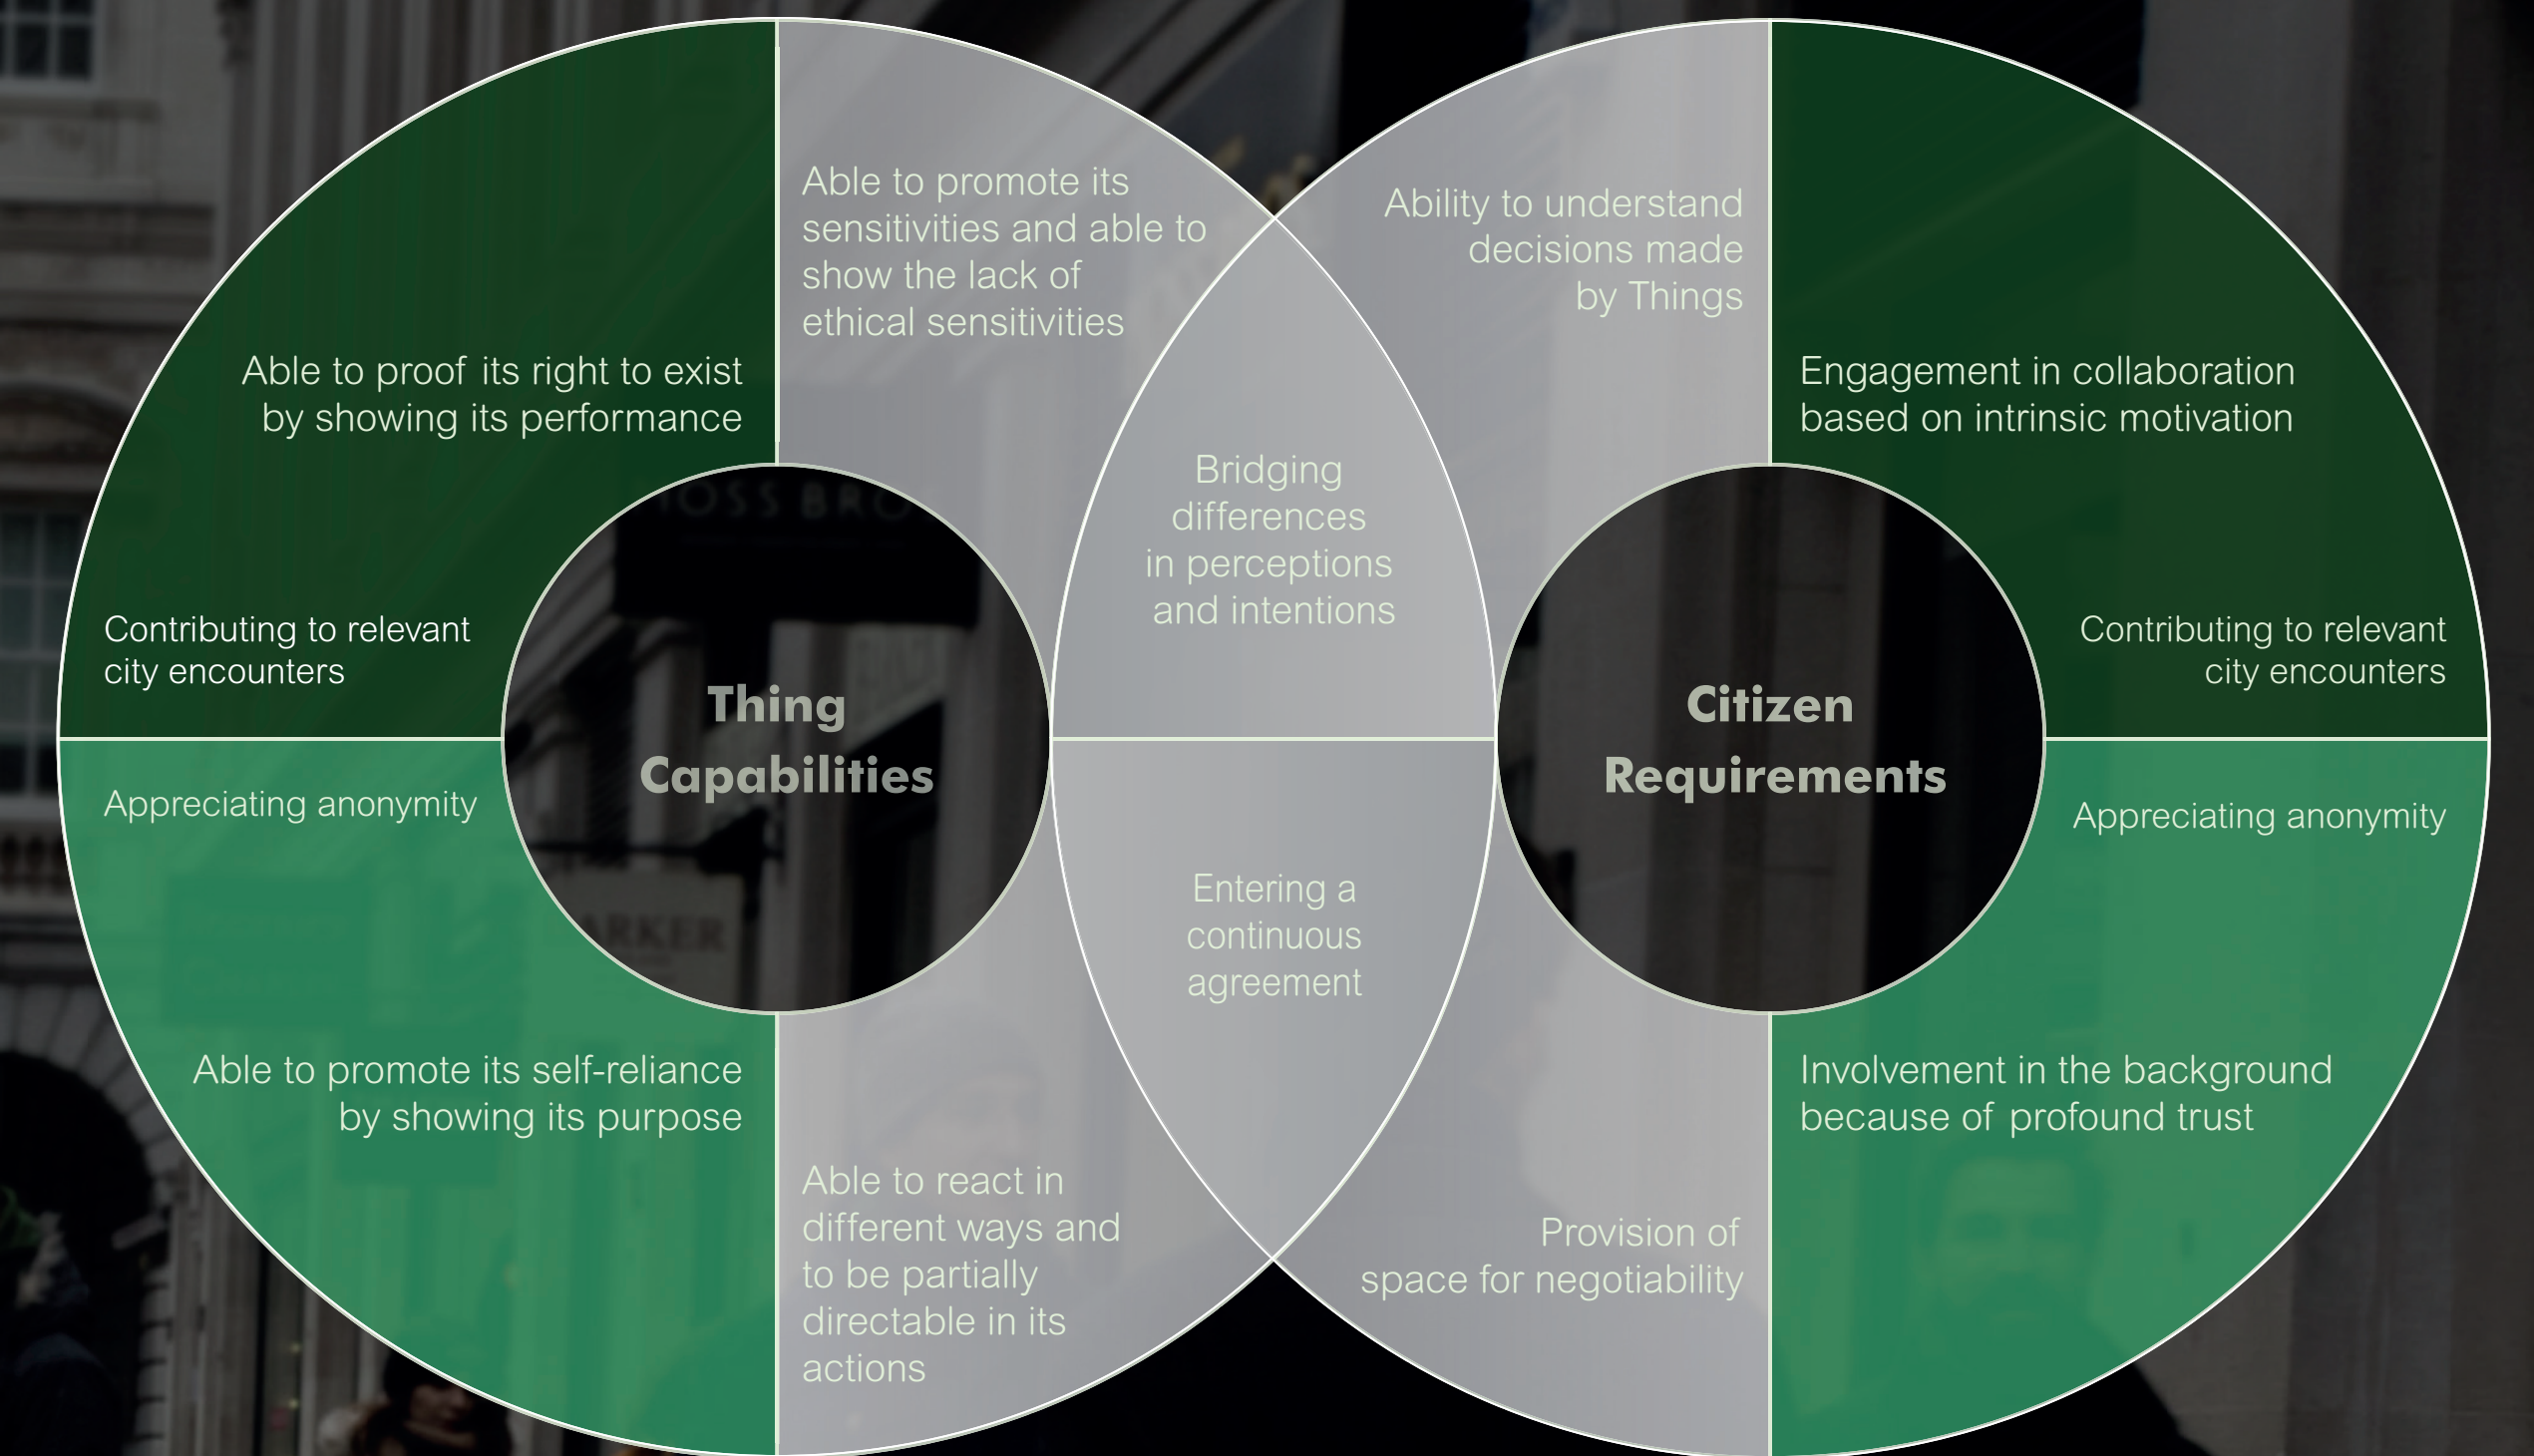 Able to promote its
sensitivities and able to
show the lack of
ethical sensitivities
Ability to understand
decisions made
by Things
Able to proof its right to exist
by showing its performance
Engagement in collaboration
based on intrinsic motivation
Bridging
differences
in perceptions
and intentions
MOSS BROS
Contributing to relevant
city encounters
Contributing to relevant
city encounters
Thing
Capabilities
Citizen
Requirements
Appreciating anonymity
Appreciating anonymity
Entering a
continuous
agreement
Able to promote its self-reliance
by showing its purpose
Involvement in the background
because of profound trust
Able to react in
different ways and
to be partially
directable in its
actions
Provision of
space for negotiability